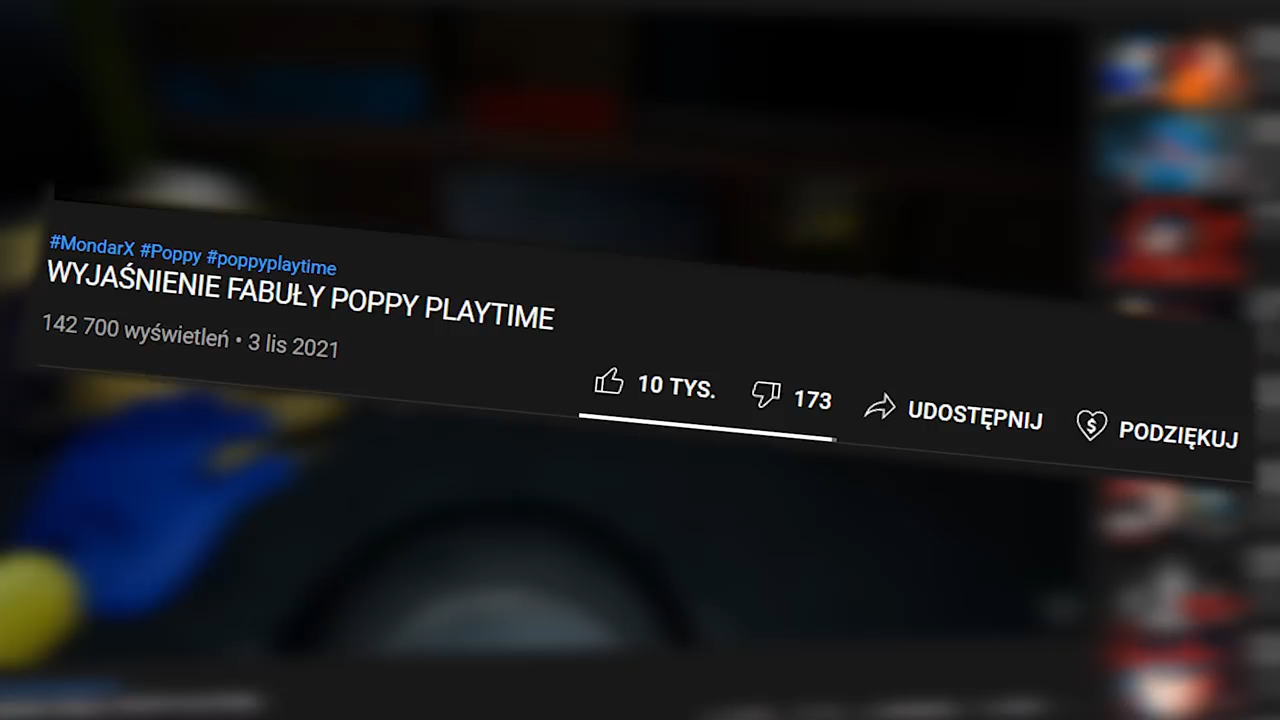 #MondarX #Poppy #poppyplaytime
WYJAŚNIENIE FABUŁY POPPY PLAYTIME
142 700 wyświetleń • 3 lis 2021
10 TYS. 173 UDOSTĘPNIJ PODZIĘKUJ